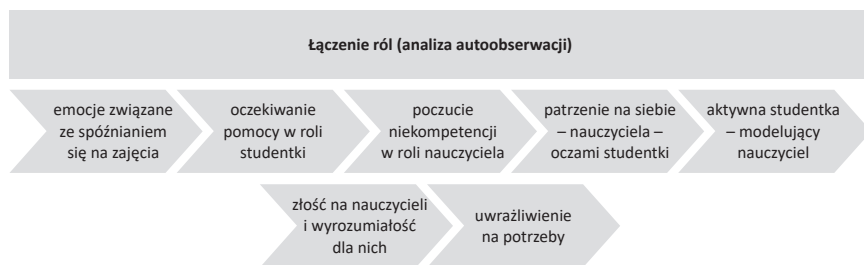 Łączenie ról (analiza autoobserwacji)
emocje związane
ze spóźnianiem
się na zajęcia
oczekiwanie
pomocy w roli
studentki
poczucie
niekompetencji
w roli nauczyciela
patrzenie na siebie
– nauczyciela –
oczami studentki
aktywna studentka
– modelujący
nauczyciel
złość na nauczycieli
i wyrozumiałość
dla nich
uwrażliwienie
na potrzeby